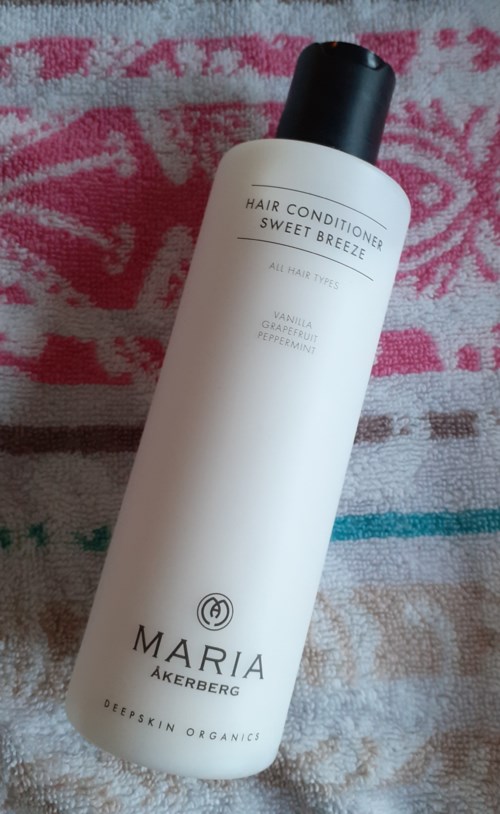 HAIR CONDITIONER
SWEET BREEZE
ALL HAIR TYPES
VANILLA
GRAPEFRUIT
PEPPERMINT
MARIA
ÅKERBERG
DEEPSKIN ORGANICS